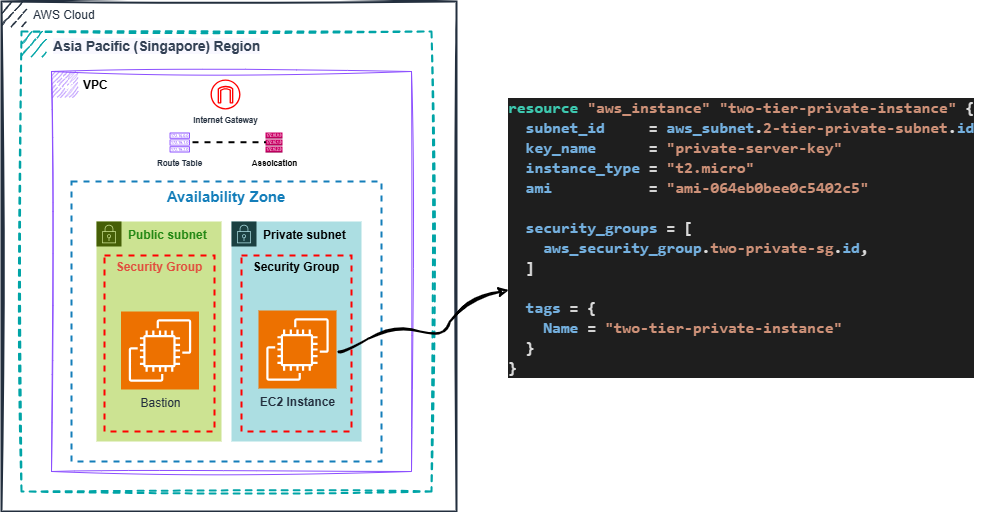 AWS Cloud
Asia Pacific (Singapore) Region
VPC
Internet Gateway
Route Table
Assoication
Availability Zone
Public subnet
Private subnet
Security Group
Security Group
Bastion
EC2 Instance
resource "aws_instance" "two-tier-private-instance" {
  subnet_id     = aws_subnet.2-tier-private-subnet.id
  key_name      = "private-server-key"
  instance_type = "t2.micro"
  ami           = "ami-064eb0bee0c5402c5"

  security_groups = [
    aws_security_group.two-private-sg.id,
  ]

  tags = {
    Name = "two-tier-private-instance"
  }
}